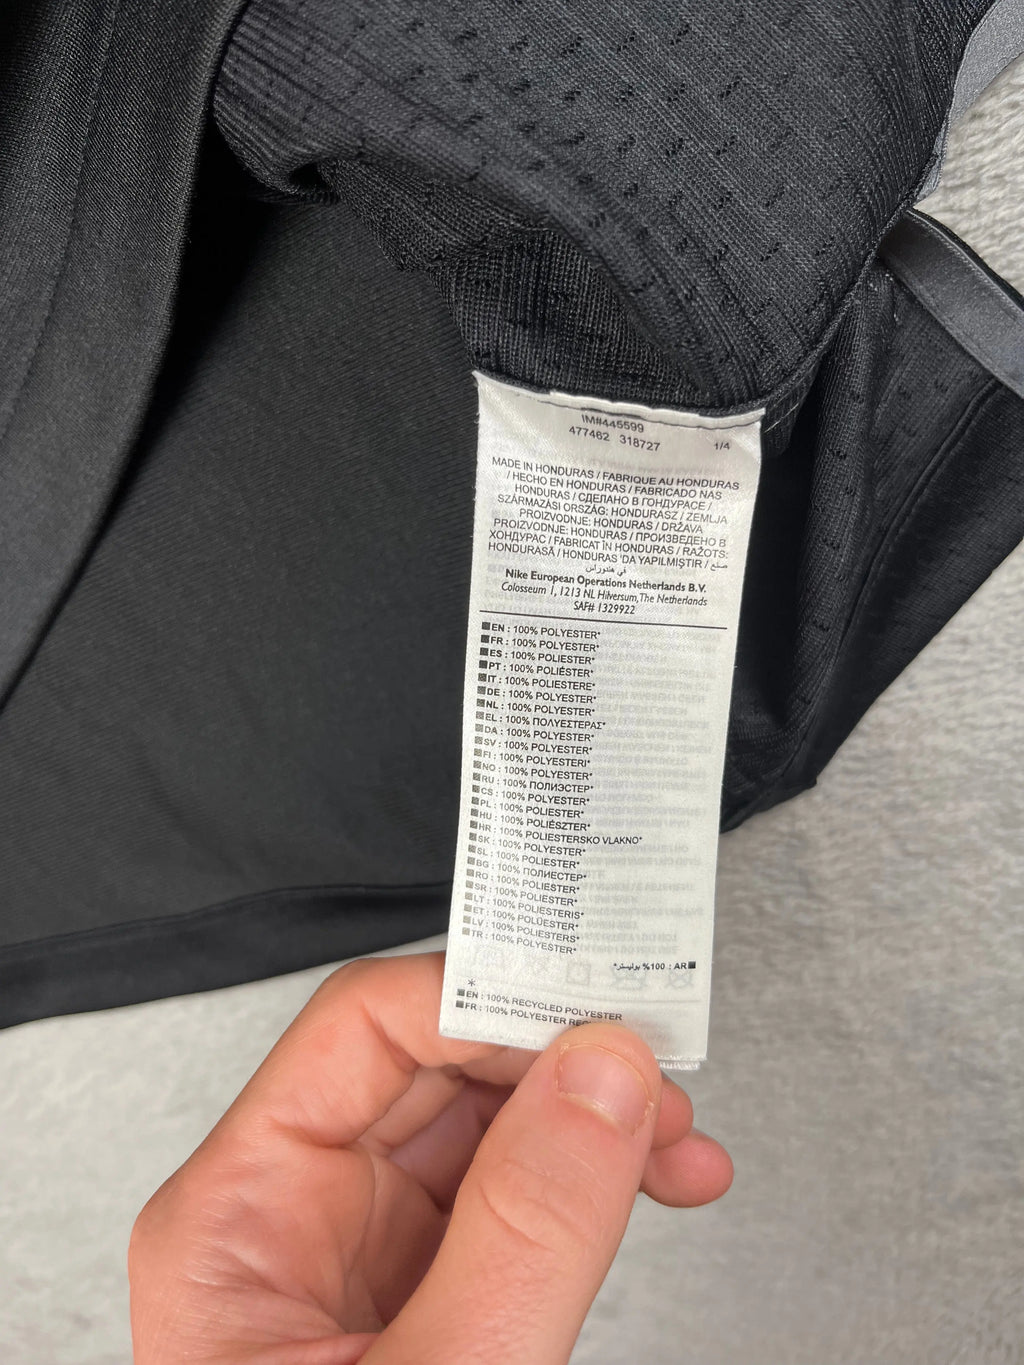 IM#445599
477462 318727 1/4
MADE IN HONDURAS / FABRIQUE AU HONDURAS
/ HECHO EN HONDURAS / FABRICADO NAS
HONDURAS / СДЕЛАНО В ГОНДУРАСЕ /
SZÁRMAZÁSI ORSZÁG: HONDURASZ / ZEMLJA
PROIZVODNJE: HONDURAS / DRŽAVA
PROIZVODNJE: HONDURAS / ПРОИЗВЕДЕНО В
ХОНДУРАС / FABRICAT ÎN HONDURAS / RAŽOTS:
HONDURASĀ / HONDURAS 'DA YAPILMIŞTIR / صنع
في هندوراس
Nike European Operations Netherlands B.V.
Colosseum 1, 1213 NL Hilversum, The Netherlands
SAF# 1329922
EN : 100% POLYESTER*
FR : 100% POLYESTER*
ES : 100% POLIESTER*
PT : 100% POLIÉSTER*
IT : 100% POLIESTERE*
DE : 100% POLYESTER*
NL : 100% POLYESTER*
EL : 100% ΠΟΛΥΕΣΤΕΡΑΣ*
DA : 100% POLYESTER*
SV : 100% POLYESTER*
FI : 100% POLYESTERI*
NO : 100% POLYESTER*
RU : 100% ПОЛИЭСТЕР*
CS : 100% POLYESTER*
PL : 100% POLIESTER*
HU : 100% POLIÉSZTER*
HR : 100% POLIESTERSKO VLAKNO*
SK : 100% POLYESTER*
SL : 100% POLIESTER*
BG : 100% ПОЛИЕСТЕР*
RO : 100% POLIESTER*
SR : 100% POLIESTER*
LT : 100% POLIESTERIS*
ET : 100% POLÜESTER*
LV : 100% POLIESTERS*
TR : 100% POLYESTER*
AR : 100% بوليستر*
*
EN : 100% RECYCLED POLYESTER
FR : 100% POLYESTER